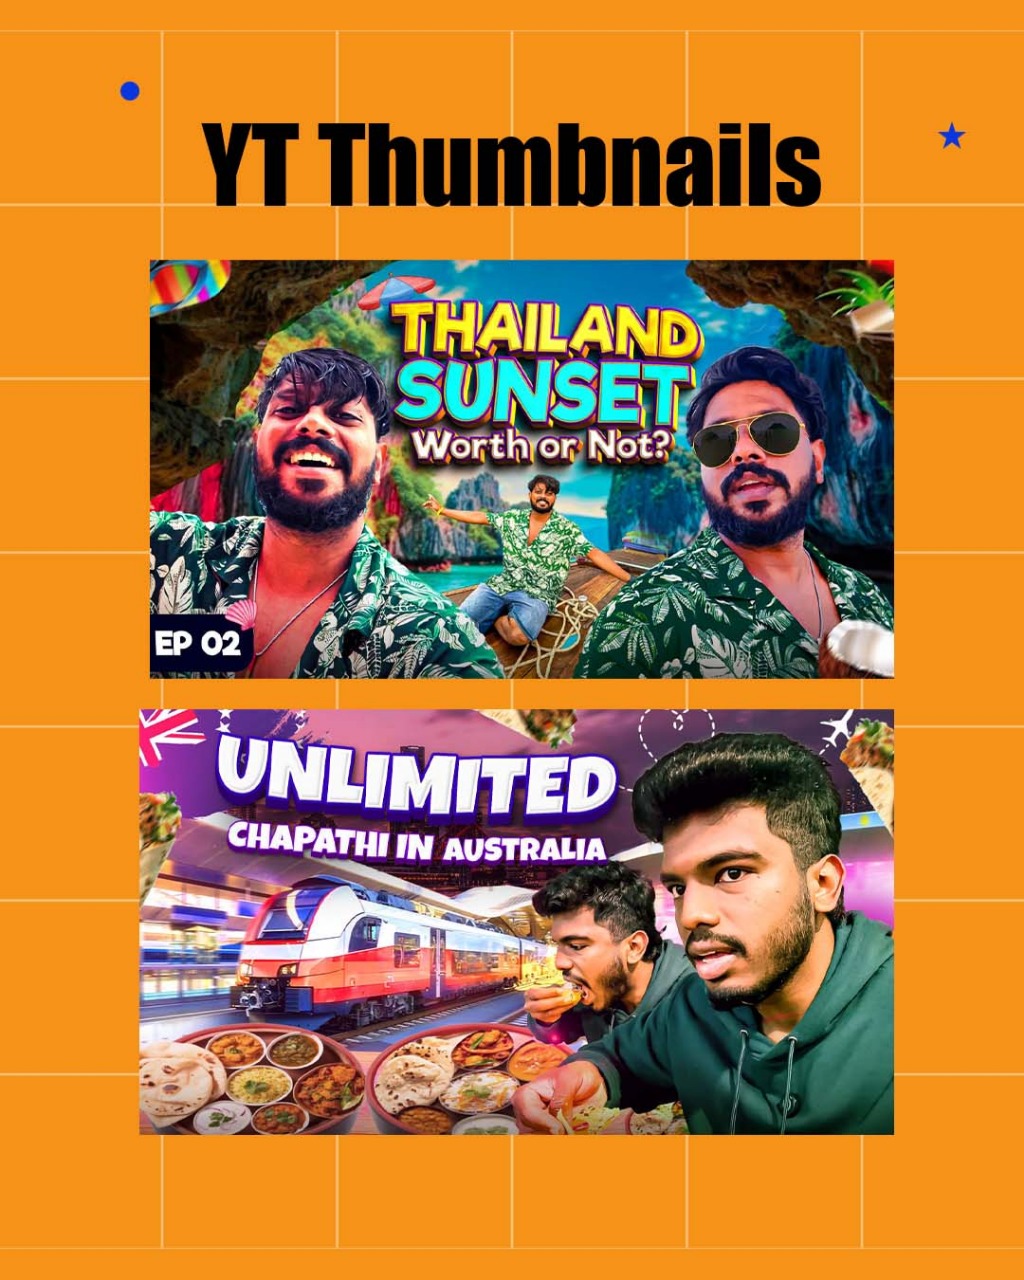 YT Thumbnails
THAILAND
SUNSET
Worth or Not?
EP 02
UNLIMITED
CHAPATHI IN AUSTRALIA